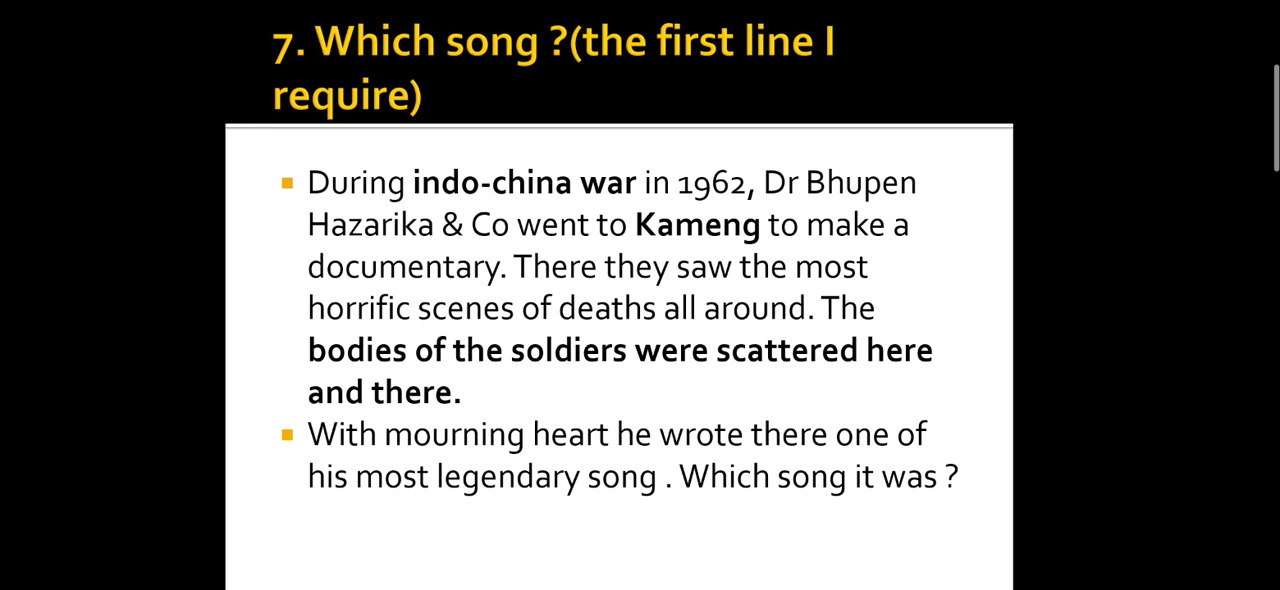 7. Which song ?(the first line I
require)
During indo-china war in 1962, Dr Bhupen
Hazarika & Co went to Kameng to make a
documentary. There they saw the most
horrific scenes of deaths all around. The
bodies of the soldiers were scattered here
and there.
With mourning heart he wrote there one of
his most legendary song . Which song it was ?